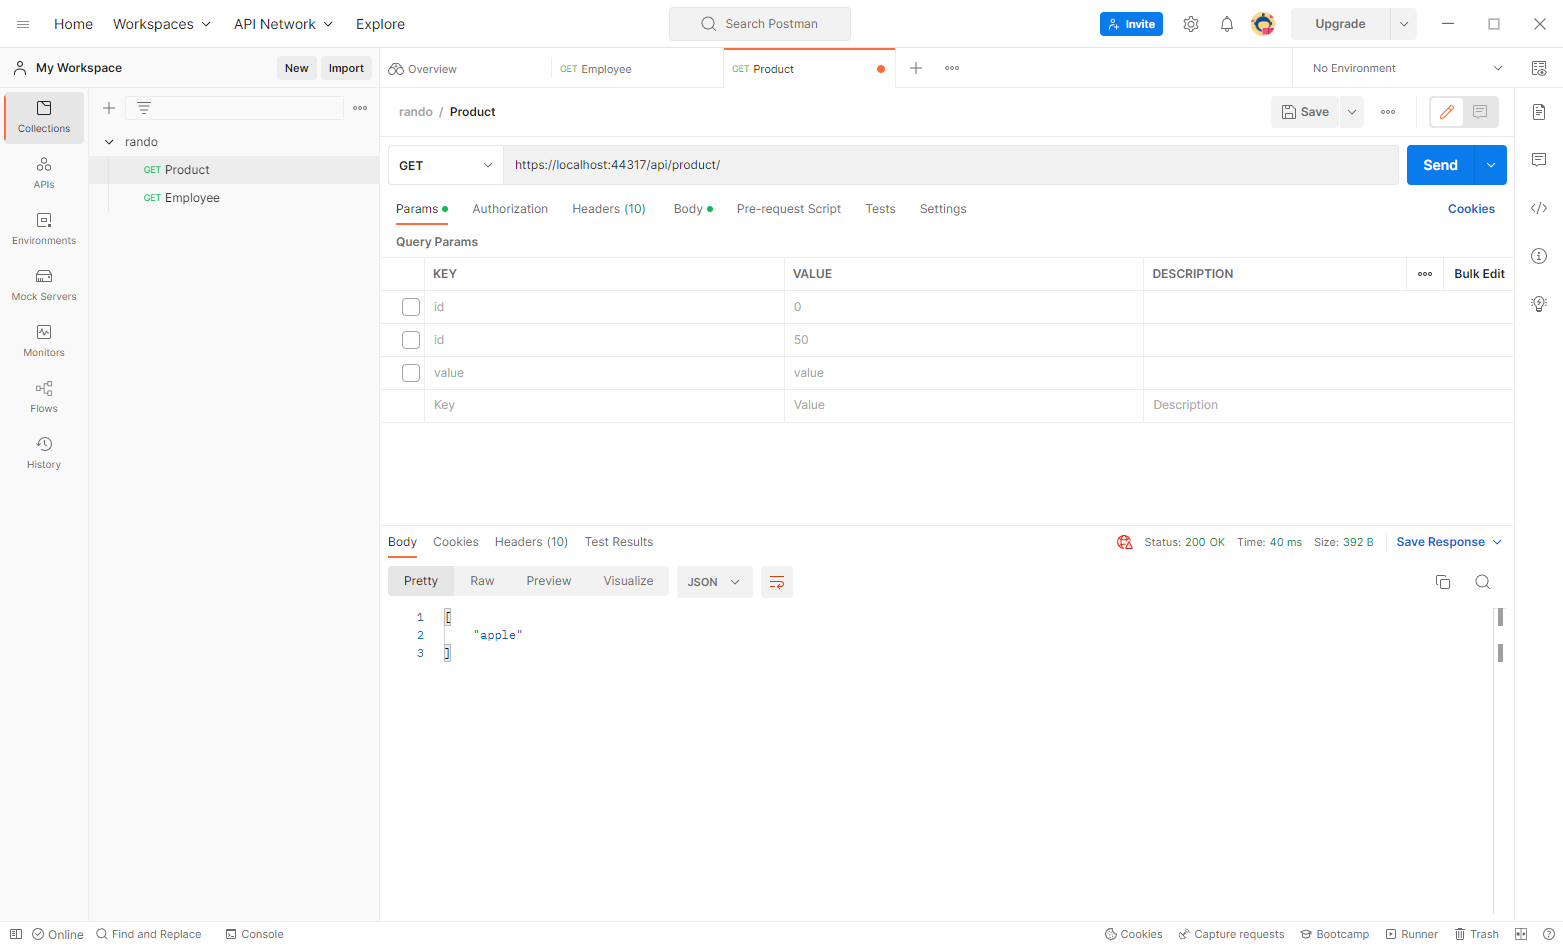 Home Workspaces API Network Explore Search Postman Invite Upgrade
My Workspace New Import Overview GET Employee GET Product No Environment
Collections
APIs
Environments
Mock Servers
Monitors
Flows
History
rando
GET Product
GET Employee
rando / Product Save
GET https://localhost:44317/api/product/ Send
Params Authorization Headers (10) Body Pre-request Script Tests Settings Cookies
Query Params
KEY VALUE DESCRIPTION Bulk Edit
id 0
id 50
value value
Key Value Description
Body Cookies Headers (10) Test Results Status: 200 OK Time: 40 ms Size: 392 B Save Response
Pretty Raw Preview Visualize JSON
1 [
2 "apple"
3 ]
Online Find and Replace Console Cookies Capture requests Bootcamp Runner Trash